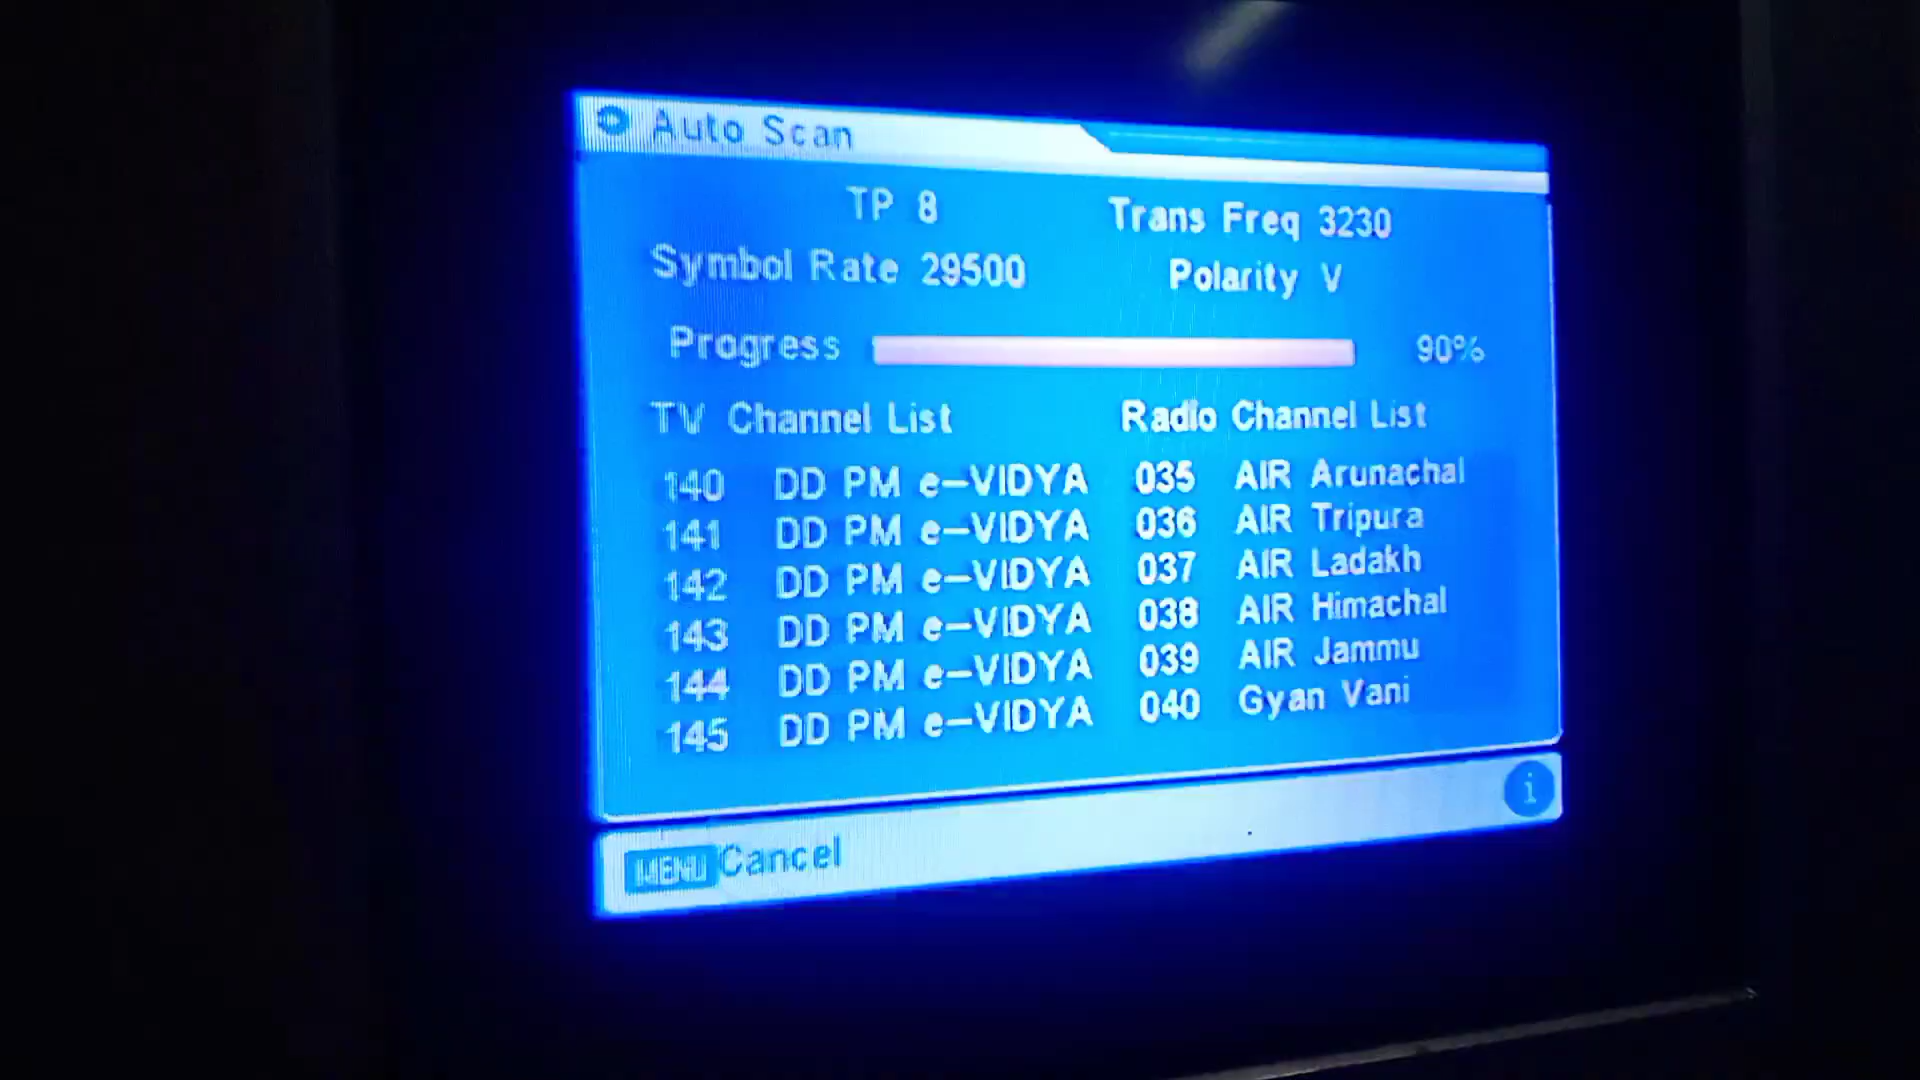 Auto Scan
TP 8 Trans Freq 3230
Symbol Rate 29500 Polarity V
Progress 90%
TV Channel List Radio Channel List
140 DD PM e-VIDYA 035 AIR Arunachal
141 DD PM e-VIDYA 036 AIR Tripura
142 DD PM e-VIDYA 037 AIR Ladakh
143 DD PM e-VIDYA 038 AIR Himachal
144 DD PM e-VIDYA 039 AIR Jammu
145 DD PM e-VIDYA 040 Gyan Vani
i
MENU Cancel